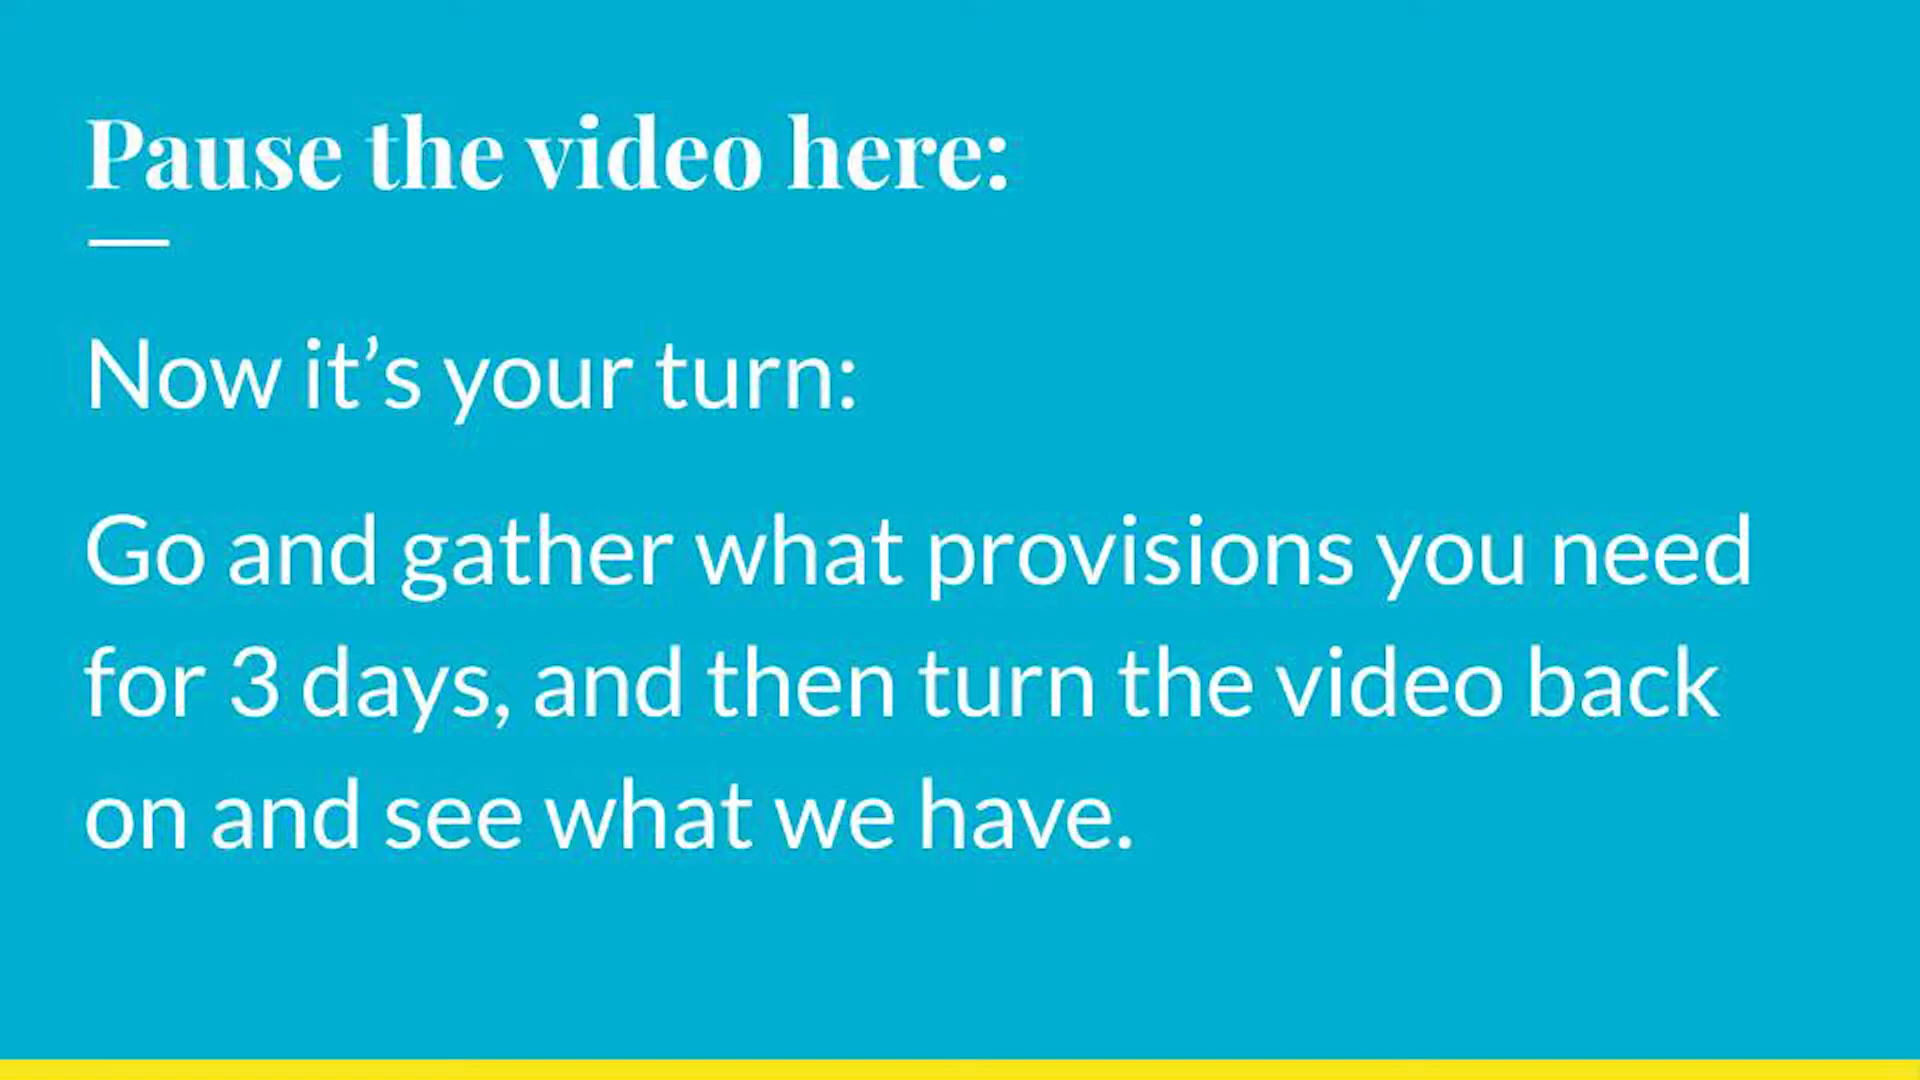 Pause the video here:
Now it’s your turn:
Go and gather what provisions you need
for 3 days, and then turn the video back
on and see what we have.